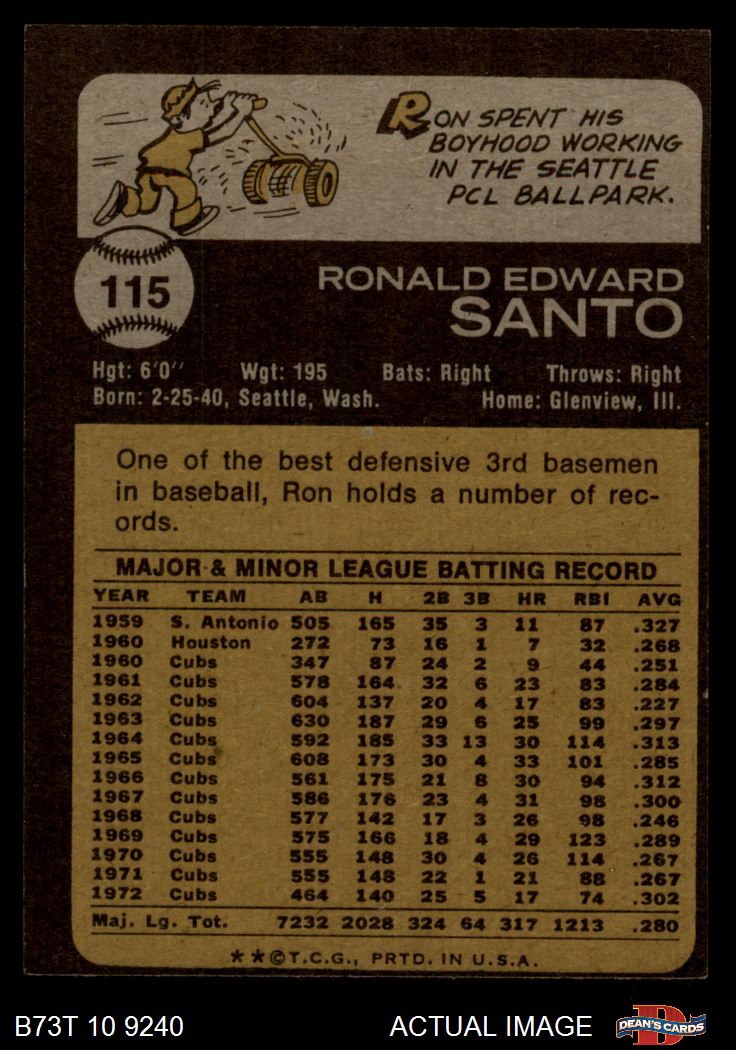 RON SPENT HIS
BOYHOOD WORKING
IN THE SEATTLE
PCL BALLPARK.
115
RONALD EDWARD
SANTO
Hgt: 6'0" Wgt: 195 Bats: Right Throws: Right
Born: 2-25-40, Seattle, Wash. Home: Glenview, Ill.
One of the best defensive 3rd basemen
in baseball, Ron holds a number of rec-
ords.
MAJOR & MINOR LEAGUE BATTING RECORD
YEAR TEAM AB H 2B 3B HR RBI AVG
1959 S. Antonio 505 165 35 3 11 87 .327
1960 Houston 272 73 16 1 7 32 .268
1960 Cubs 347 87 24 2 9 44 .251
1961 Cubs 578 164 32 6 23 83 .284
1962 Cubs 604 137 20 4 17 83 .227
1963 Cubs 630 187 29 6 25 99 .297
1964 Cubs 592 185 33 13 30 114 .313
1965 Cubs 608 173 30 4 33 101 .285
1966 Cubs 561 175 21 8 30 94 .312
1967 Cubs 586 176 23 4 31 98 .300
1968 Cubs 577 142 17 3 26 98 .246
1969 Cubs 575 166 18 4 29 123 .289
1970 Cubs 555 148 30 4 26 114 .267
1971 Cubs 555 148 22 1 21 88 .267
1972 Cubs 464 140 25 5 17 74 .302
Maj. Lg. Tot. 7232 2028 324 64 317 1213 .280
★★©T.C.G., PRTD. IN U.S.A.
B73T 10 9240 ACTUAL IMAGE D DEAN'S CARDS